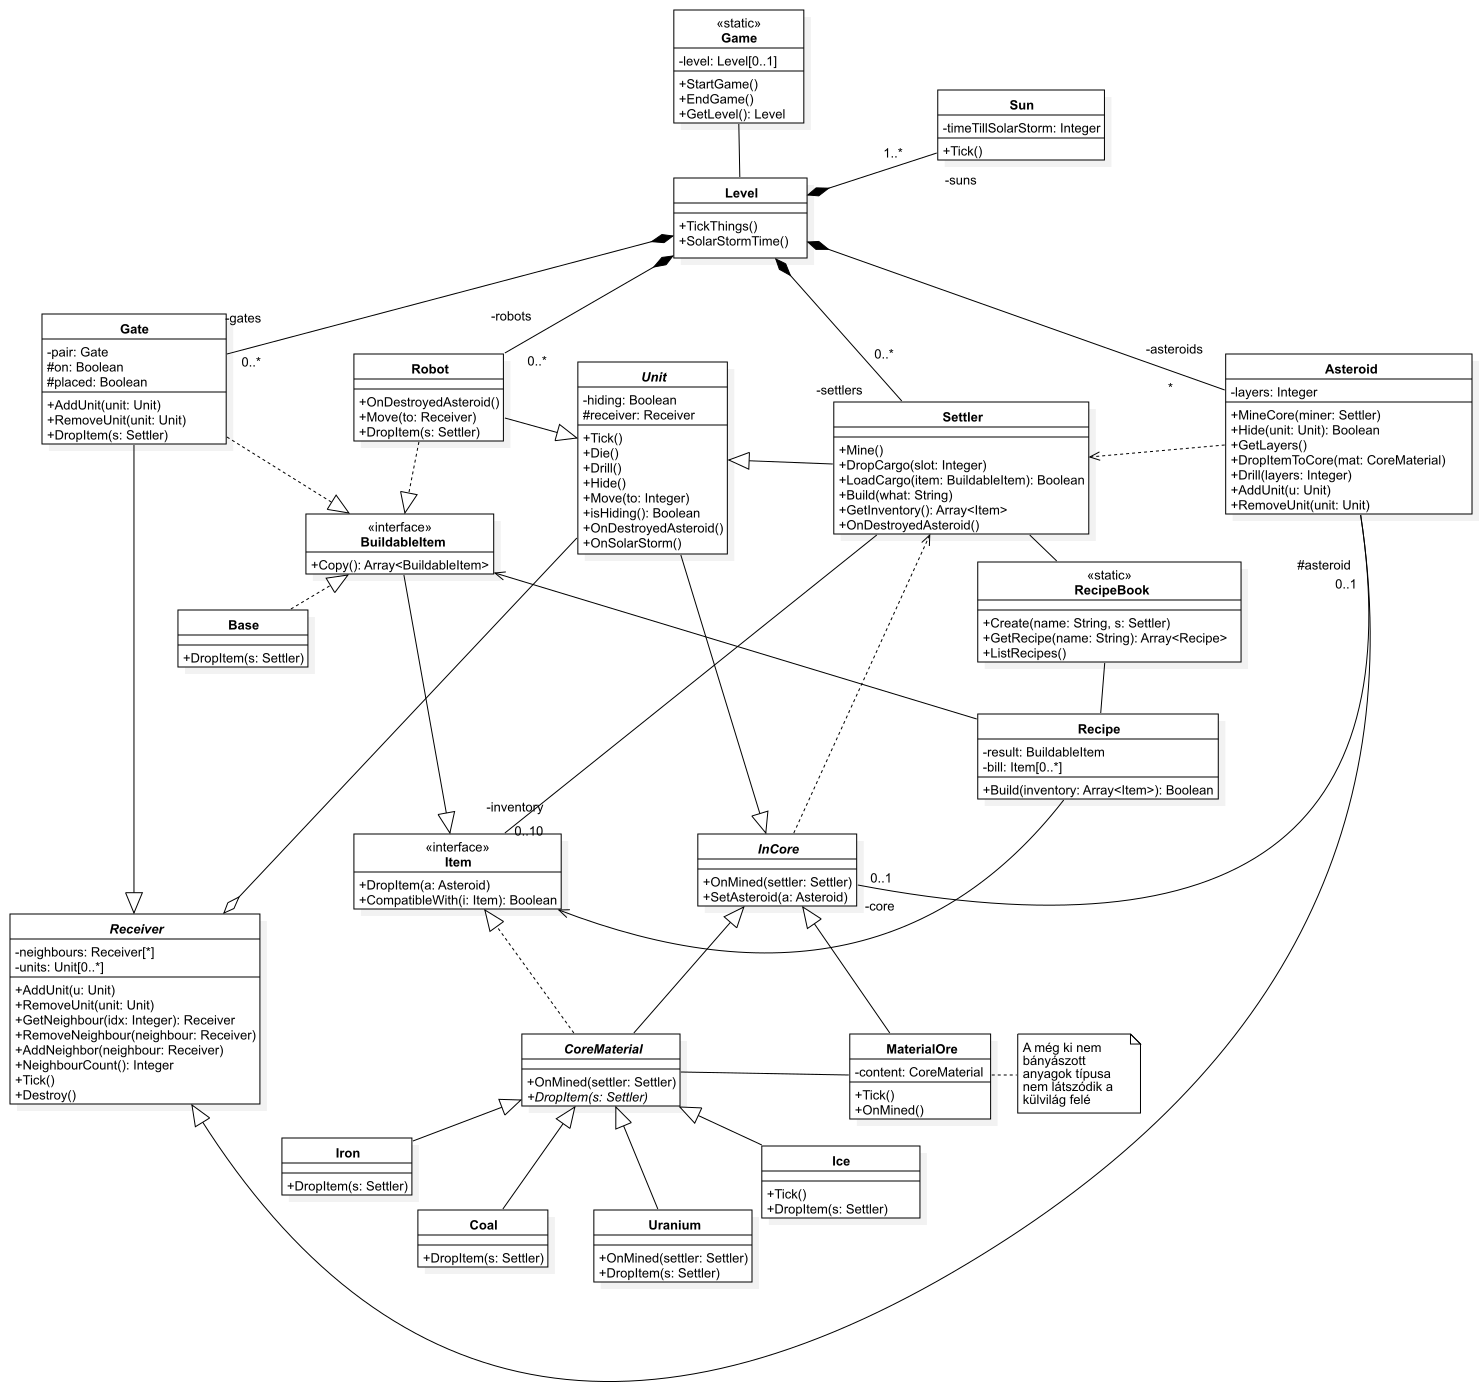 «static»
Game
-level: Level[0..1]
+StartGame()
+EndGame()
+GetLevel(): Level
Sun
-timeTillSolarStorm: Integer
+Tick()
1..*
-suns
Level
+TickThings()
+SolarStormTime()
-gates
0..*
-robots
0..*
0..*
-settlers
-asteroids
*
Gate
-pair: Gate
#on: Boolean
#placed: Boolean
+AddUnit(unit: Unit)
+RemoveUnit(unit: Unit)
+DropItem(s: Settler)
Robot
+OnDestroyedAsteroid()
+Move(to: Receiver)
+DropItem(s: Settler)
Unit
-hiding: Boolean
#receiver: Receiver
+Tick()
+Die()
+Drill()
+Hide()
+Move(to: Integer)
+isHiding(): Boolean
+OnDestroyedAsteroid()
+OnSolarStorm()
Settler
+Mine()
+DropCargo(slot: Integer)
+LoadCargo(item: BuildableItem): Boolean
+Build(what: String)
+GetInventory(): Array<Item>
+OnDestroyedAsteroid()
Asteroid
-layers: Integer
+MineCore(miner: Settler)
+Hide(unit: Unit): Boolean
+GetLayers()
+DropItemToCore(mat: CoreMaterial)
+Drill(layers: Integer)
+AddUnit(u: Unit)
+RemoveUnit(unit: Unit)
«interface»
BuildableItem
+Copy(): Array<BuildableItem>
Base
+DropItem(s: Settler)
«static»
RecipeBook
+Create(name: String, s: Settler)
+GetRecipe(name: String): Array<Recipe>
+ListRecipes()
#asteroid
0..1
Recipe
-result: BuildableItem
-bill: Item[0..*]
+Build(inventory: Array<Item>): Boolean
-inventory
0..10
«interface»
Item
+DropItem(a: Asteroid)
+CompatibleWith(i: Item): Boolean
InCore
+OnMined(settler: Settler)
+SetAsteroid(a: Asteroid)
0..1
-core
Receiver
-neighbours: Receiver[*]
-units: Unit[0..*]
+AddUnit(u: Unit)
+RemoveUnit(unit: Unit)
+GetNeighbour(idx: Integer): Receiver
+RemoveNeighbour(neighbour: Receiver)
+AddNeighbor(neighbour: Receiver)
+NeighbourCount(): Integer
+Tick()
+Destroy()
CoreMaterial
+OnMined(settler: Settler)
+DropItem(s: Settler)
MaterialOre
-content: CoreMaterial
+Tick()
+OnMined()
A még ki nem
bányászott
anyagok típusa
nem látszódik a
külvilág felé
Iron
+DropItem(s: Settler)
Coal
+DropItem(s: Settler)
Uranium
+OnMined(settler: Settler)
+DropItem(s: Settler)
Ice
+Tick()
+DropItem(s: Settler)